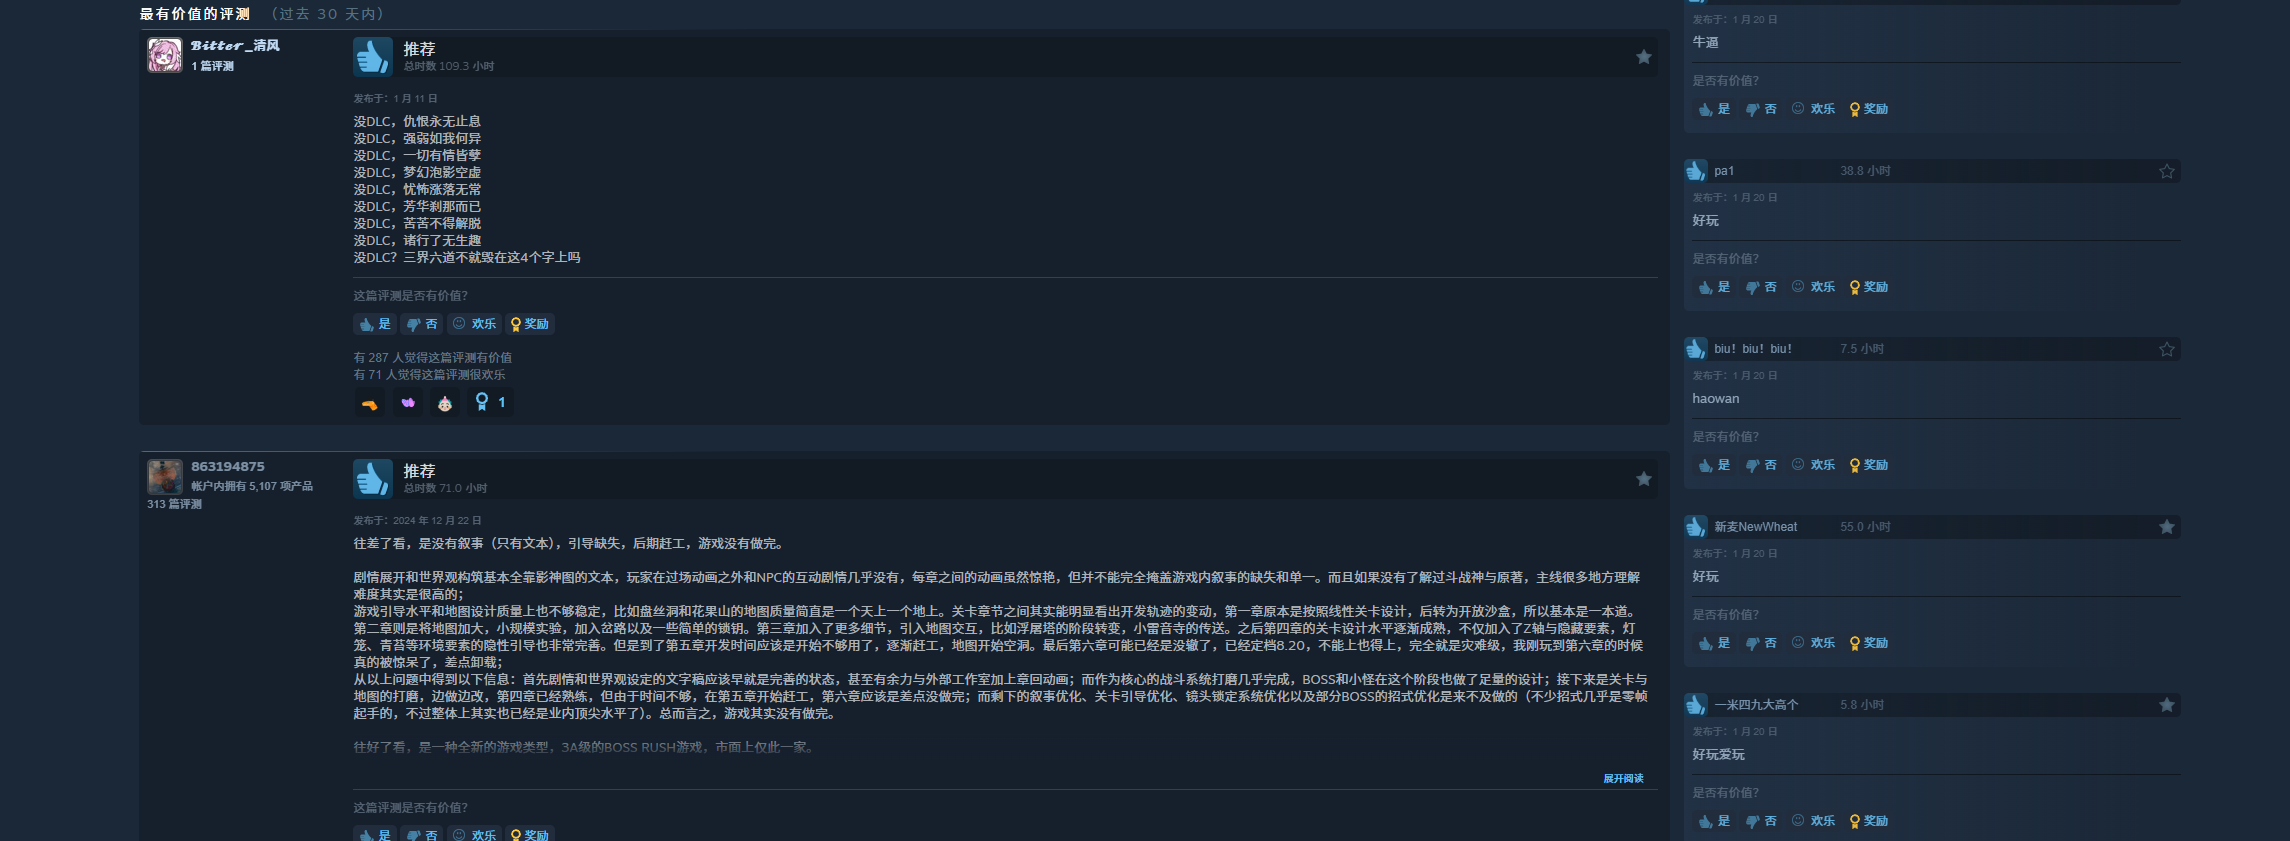 最有价值的评测 （过去 30 天内）
𝓑𝓲𝓽𝓽𝓮𝓻_清风
1 篇评测
推荐
总时数 109.3 小时
发布于：1 月 11 日
没DLC，仇恨永无止息
没DLC，强弱如我何异
没DLC，一切有情皆孽
没DLC，梦幻泡影空虚
没DLC，忧怖涨落无常
没DLC，芳华刹那而已
没DLC，苦苦不得解脱
没DLC，诸行了无生趣
没DLC？三界六道不就毁在这4个字上吗
这篇评测是否有价值？
是 否 欢乐 奖励
有 287 人觉得这篇评测有价值
有 71 人觉得这篇评测很欢乐
1
863194875
帐户内拥有 5,107 项产品
313 篇评测
推荐
总时数 71.0 小时
发布于：2024 年 12 月 22 日
往差了看，是没有叙事（只有文本），引导缺失，后期赶工，游戏没有做完。
剧情展开和世界观构筑基本全靠影神图的文本，玩家在过场动画之外和NPC的互动剧情几乎没有，每章之间的动画虽然惊艳，但并不能完全掩盖游戏内叙事的缺失和单一。而且如果没有了解过斗战神与原著，主线很多地方理解
难度其实是很高的；
游戏引导水平和地图设计质量上也不够稳定，比如盘丝洞和花果山的地图质量简直是一个天上一个地上。关卡章节之间其实能明显看出开发轨迹的变动，第一章原本是按照线性关卡设计，后转为开放沙盒，所以基本是一本道。
第二章则是将地图加大，小规模实验，加入岔路以及一些简单的锁钥。第三章加入了更多细节，引入地图交互，比如浮屠塔的阶段转变，小雷音寺的传送。之后第四章的关卡设计水平逐渐成熟，不仅加入了Z轴与隐藏要素，灯
笼、青苔等环境要素的隐性引导也非常完善。但是到了第五章开发时间应该是开始不够用了，逐渐赶工，地图开始空洞。最后第六章可能已经是没辙了，已经定档8.20，不能上也得上，完全就是灾难级，我刚玩到第六章的时候
真的被惊呆了，差点卸载；
从以上问题中得到以下信息：首先剧情和世界观设定的文字稿应该早就是完善的状态，甚至有余力与外部工作室加上章回动画；而作为核心的战斗系统打磨几乎完成，BOSS和小怪在这个阶段也做了足量的设计；接下来是关卡与
地图的打磨，边做边改，第四章已经熟练，但由于时间不够，在第五章开始赶工，第六章应该是差点没做完；而剩下的叙事优化、关卡引导优化、镜头锁定系统优化以及部分BOSS的招式优化是来不及做的（不少招式几乎是零帧
起手的，不过整体上其实也已经是业内顶尖水平了）。总而言之，游戏其实没有做完。
往好了看，是一种全新的游戏类型，3A级的BOSS RUSH游戏，市面上仅此一家。
展开阅读
这篇评测是否有价值？
是 否 欢乐 奖励
发布于：1 月 20 日
牛逼
是否有价值？
是 否 欢乐 奖励
pa1 38.8 小时
发布于：1 月 20 日
好玩
是否有价值？
是 否 欢乐 奖励
biu！biu！biu！ 7.5 小时
发布于：1 月 20 日
haowan
是否有价值？
是 否 欢乐 奖励
新麦NewWheat 55.0 小时
发布于：1 月 20 日
好玩
是否有价值？
是 否 欢乐 奖励
一米四九大高个 5.8 小时
发布于：1 月 20 日
好玩爱玩
是否有价值？
是 否 欢乐 奖励